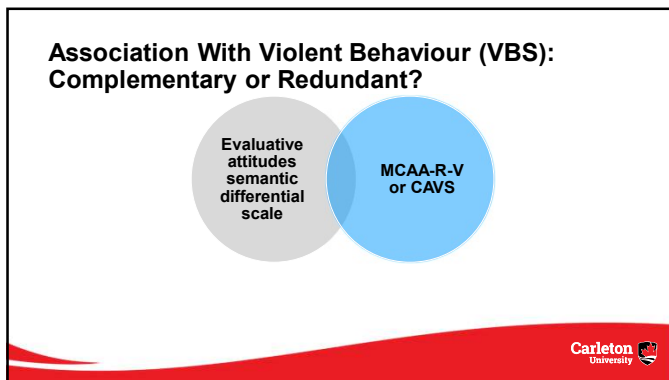 Association With Violent Behaviour (VBS):
Complementary or Redundant?
Evaluative
attitudes
semantic
differential
scale
MCAA-R-V
or CAVS
Carleton
University